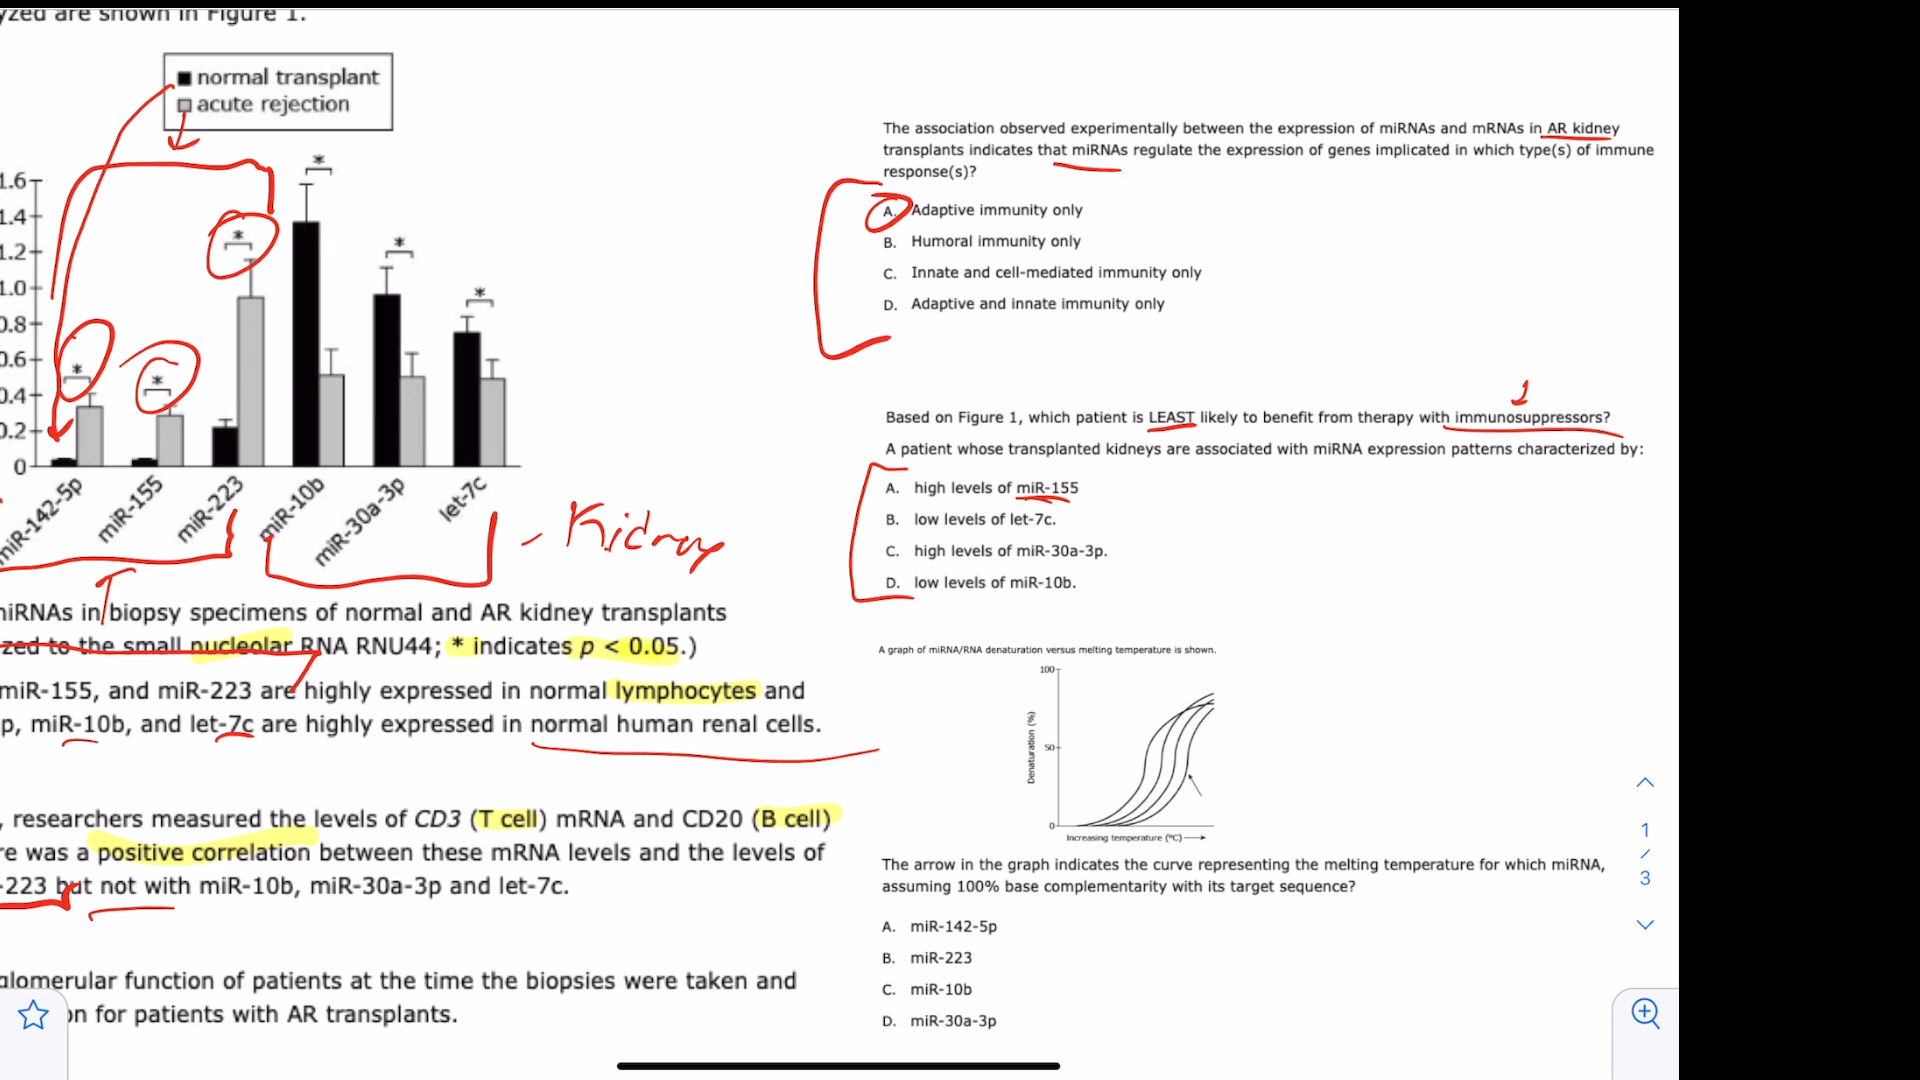 yzed are shown in Figure 1.
normal transplant
acute rejection
1.6
1.4
1.2
1.0
0.8
0.6
0.4
0.2
0
* * * * * *
miR-142-5p miR-155 miR-223 miR-10b miR-30a-3p let-7c
- Kidney
T
miRNAs in biopsy specimens of normal and AR kidney transplants
zed to the small nucleolar RNA RNU44; * indicates p < 0.05.)
miR-155, and miR-223 are highly expressed in normal lymphocytes and
p, miR-10b, and let-7c are highly expressed in normal human renal cells.
, researchers measured the levels of CD3 (T cell) mRNA and CD20 (B cell)
re was a positive correlation between these mRNA levels and the levels of
-223 but not with miR-10b, miR-30a-3p and let-7c.
glomerular function of patients at the time the biopsies were taken and
on for patients with AR transplants.
The association observed experimentally between the expression of miRNAs and mRNAs in AR kidney
transplants indicates that miRNAs regulate the expression of genes implicated in which type(s) of immune
response(s)?
A. Adaptive immunity only
B. Humoral immunity only
C. Innate and cell-mediated immunity only
D. Adaptive and innate immunity only
Based on Figure 1, which patient is LEAST likely to benefit from therapy with immunosuppressors?
A patient whose transplanted kidneys are associated with miRNA expression patterns characterized by:
A. high levels of miR-155
B. low levels of let-7c.
C. high levels of miR-30a-3p.
D. low levels of miR-10b.
A graph of miRNA/RNA denaturation versus melting temperature is shown.
100
50
0
Denaturation (%)
Increasing temperature (°C)
The arrow in the graph indicates the curve representing the melting temperature for which miRNA,
assuming 100% base complementarity with its target sequence?
A. miR-142-5p
B. miR-223
C. miR-10b
D. miR-30a-3p
1
/
3